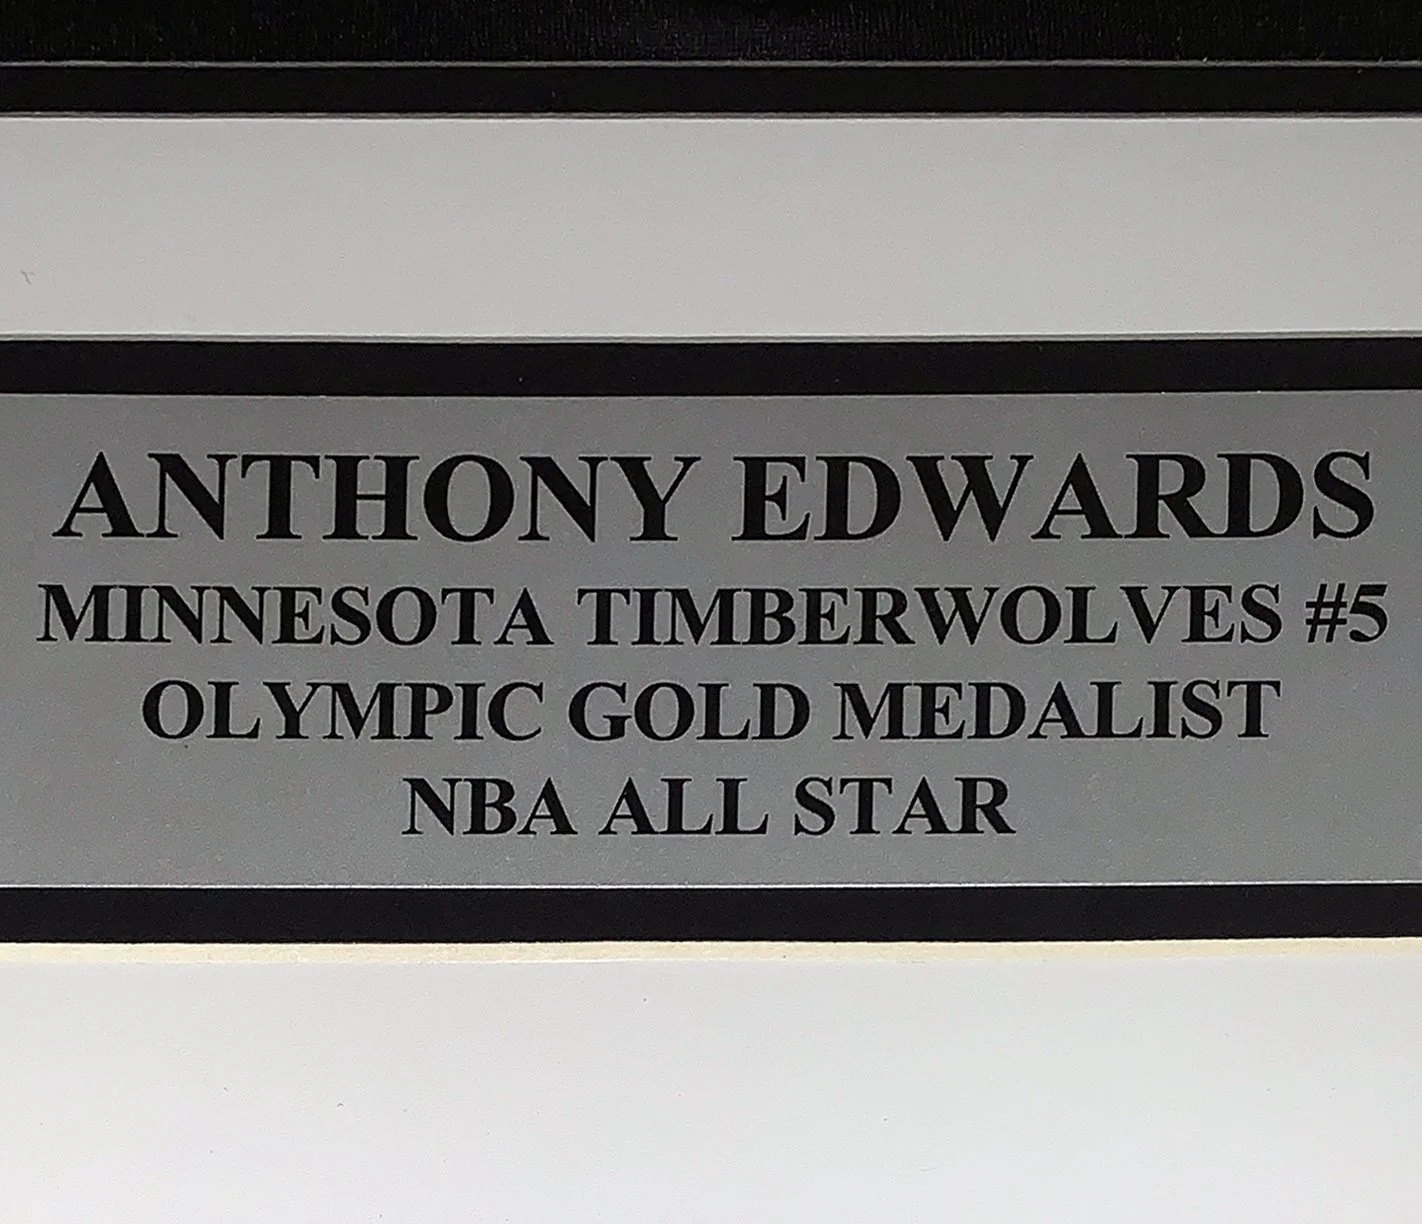 ANTHONY EDWARDS
MINNESOTA TIMBERWOLVES #5
OLYMPIC GOLD MEDALIST
NBA ALL STAR